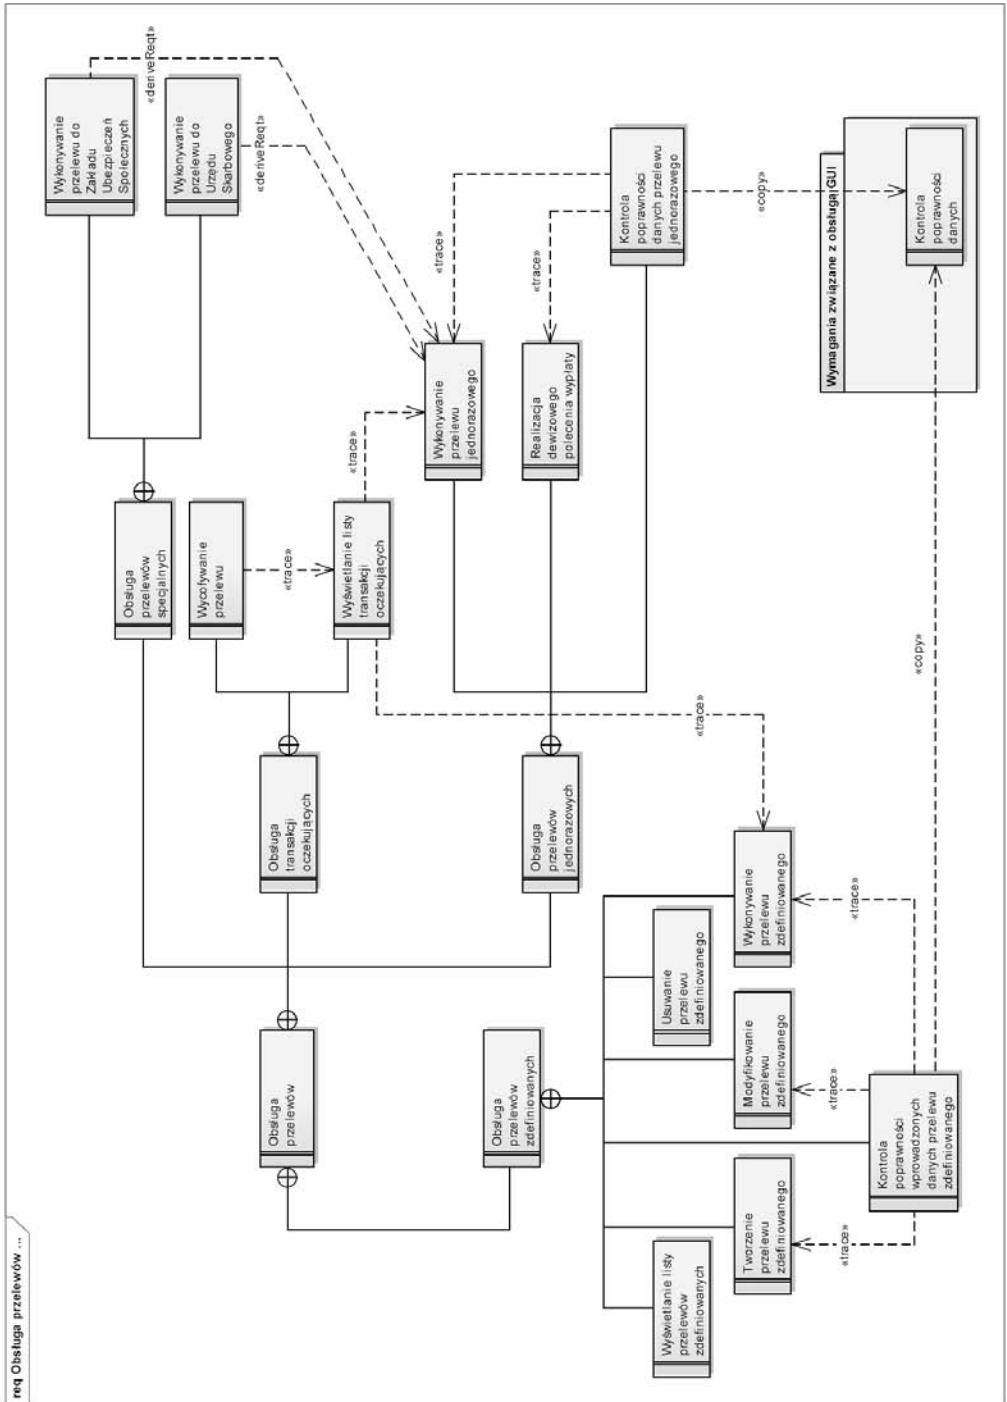 req Obsługa przelewów ...
Obsługa
przelewów
Obsługa
przelewów
zdefiniowanych
Wyświetlanie listy
przelewów
zdefiniowanych
Tworzenie
przelewu
zdefiniowanego
Modyfikowanie
przelewu
zdefiniowanego
Usuwanie
przelewu
zdefiniowanego
Wykonywanie
przelewu
zdefiniowanego
Kontrola
poprawności
wprowadzonych
danych przelewu
zdefiniowanego
«trace»
«trace»
«trace»
«copy»
Obsługa
transakcji
oczekujących
Obsługa
przelewów
jednorazowych
«trace»
Obsługa
przelewów
specjalnych
Wycofywanie
przelewu
«trace»
Wyświetlanie listy
transakcji
oczekujących
«trace»
Wykonywanie
przelewu
jednorazowego
Realizacja
dewizowego
polecenia wypłaty
«trace»
«trace»
Kontrola
poprawności
danych przelewu
jednorazowego
«copy»
Wymagania związane z obsługą GUI
Kontrola
poprawności
danych
Wykonywanie
przelewu do
Zakładu
Ubezpieczeń
Społecznych
Wykonywanie
przelewu do
Urzędu
Skarbowego
«deriveReqt»
«deriveReqt»